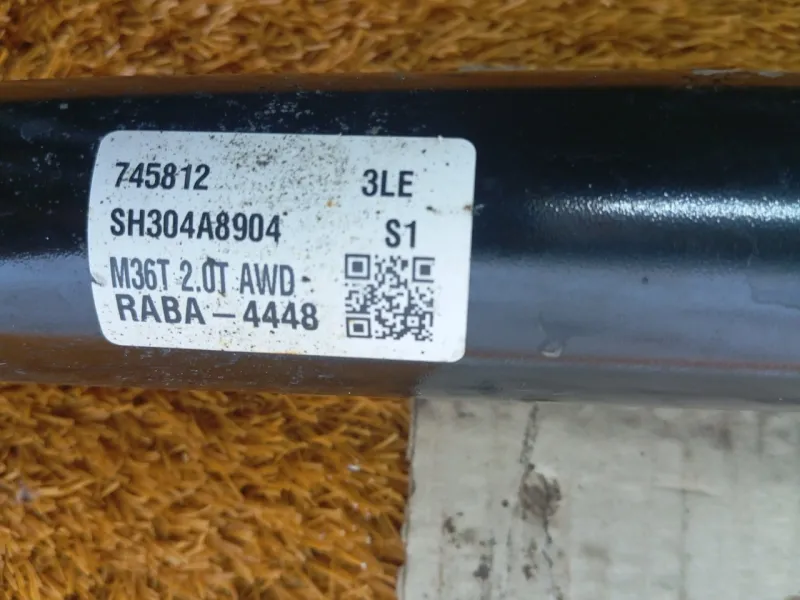 745812 3LE
SH304A8904 S1
M36T 2.0T AWD-
RABA-4448